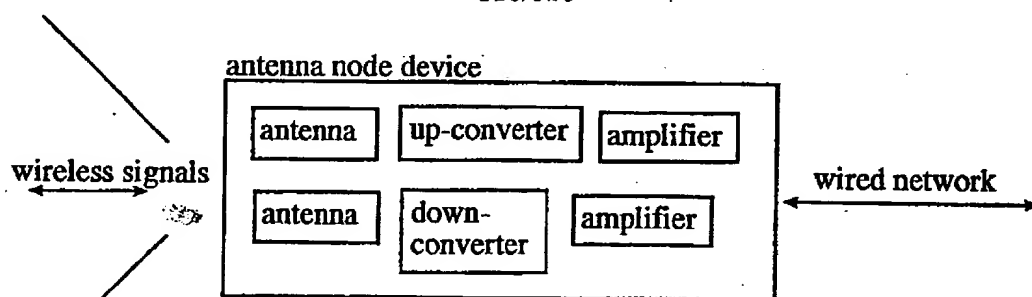 antenna node device
antenna up-converter amplifier
wireless signals
wired network
antenna down-
converter amplifier